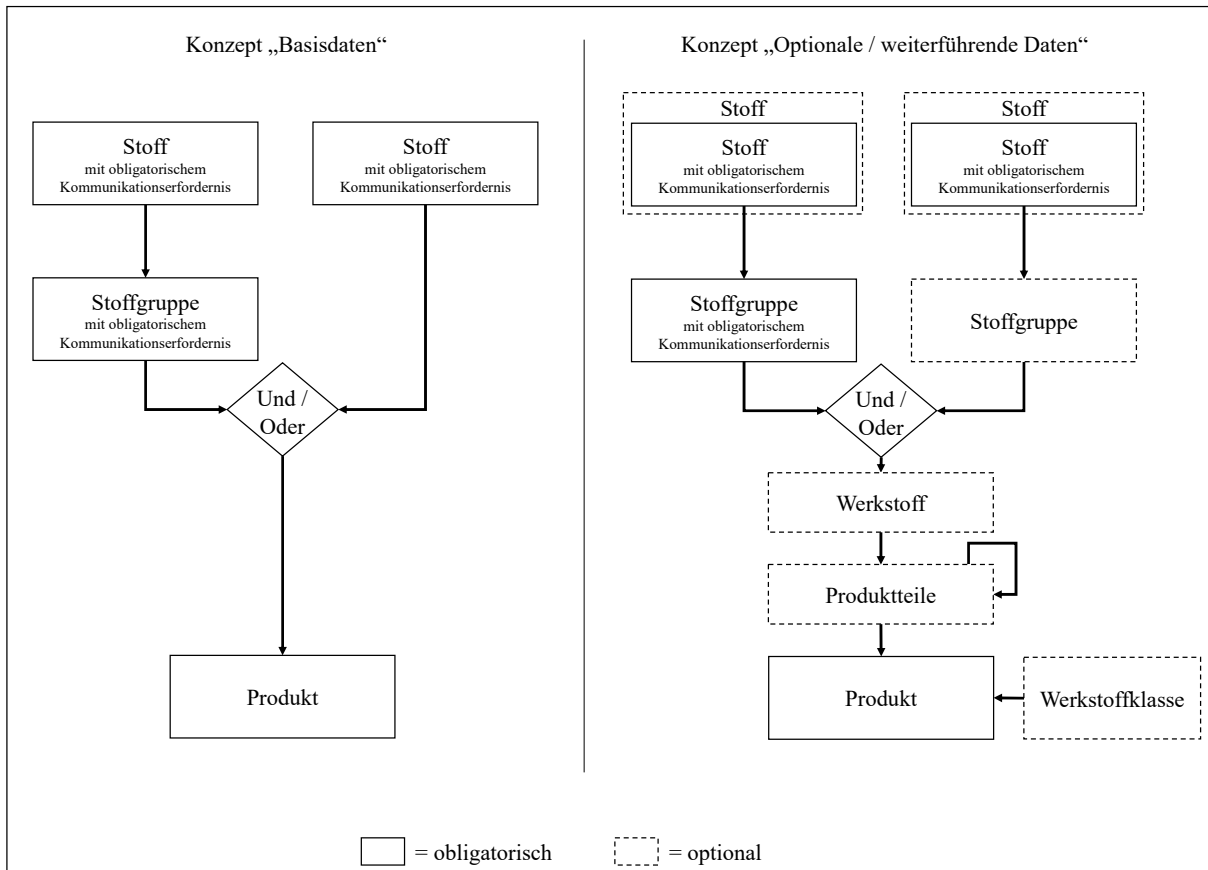 Konzept „Basisdaten“
Stoff
mit obligatorischem
Kommunikationserfordernis
Stoff
mit obligatorischem
Kommunikationserfordernis
Stoffgruppe
mit obligatorischem
Kommunikationserfordernis
Und /
Oder
Produkt
Konzept „Optionale / weiterführende Daten“
Stoff
Stoff
mit obligatorischem
Kommunikationserfordernis
Stoff
Stoff
mit obligatorischem
Kommunikationserfordernis
Stoffgruppe
mit obligatorischem
Kommunikationserfordernis
Stoffgruppe
Und /
Oder
Werkstoff
Produktteile
Produkt
Werkstoffklasse
= obligatorisch
= optional